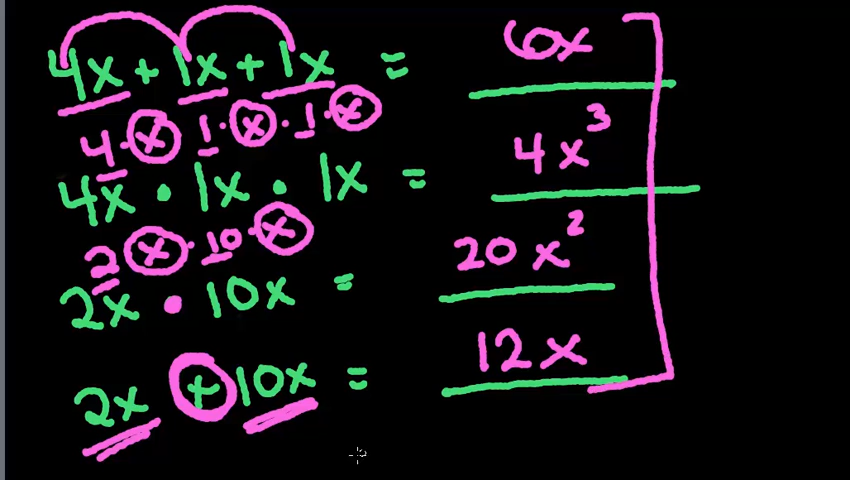 4x + 1x + 1x = 6x
4 · x 1 · x · 1 · x
4x · 1x · 1x = 4x³
2 x · 10 · x
2x · 10x = 20x²
2x + 10x = 12x